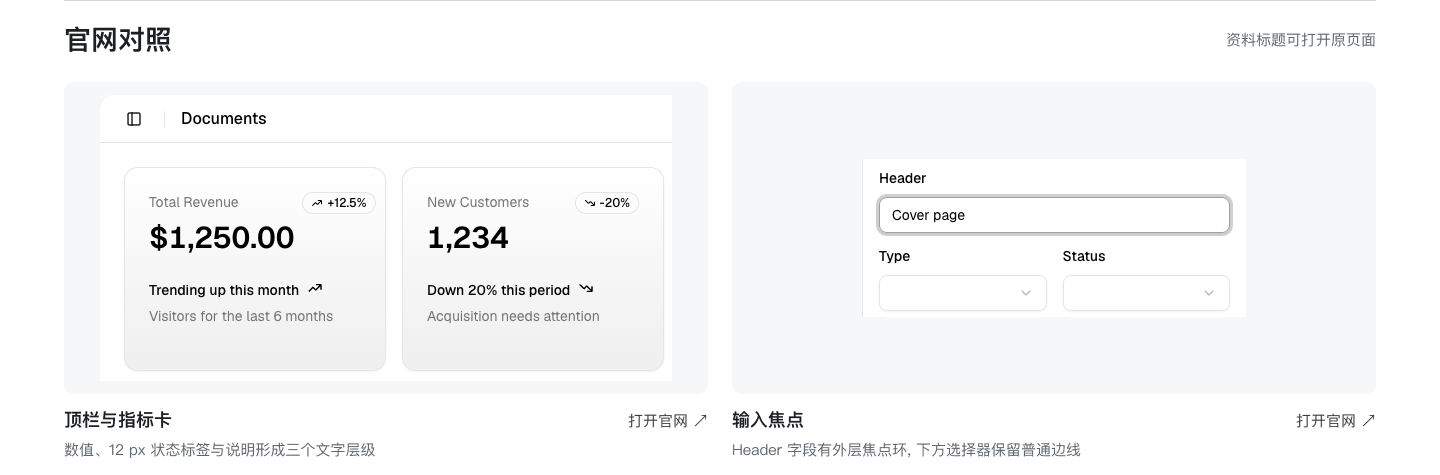 官网对照
资料标题可打开原页面
Documents
Total Revenue
+12.5%
$1,250.00
Trending up this month
Visitors for the last 6 months
New Customers
-20%
1,234
Down 20% this period
Acquisition needs attention
Header
Cover page
Type
Status
顶栏与指标卡
打开官网 ↗
数值、12 px 状态标签与说明形成三个文字层级
输入焦点
打开官网 ↗
Header 字段有外层焦点环, 下方选择器保留普通边线